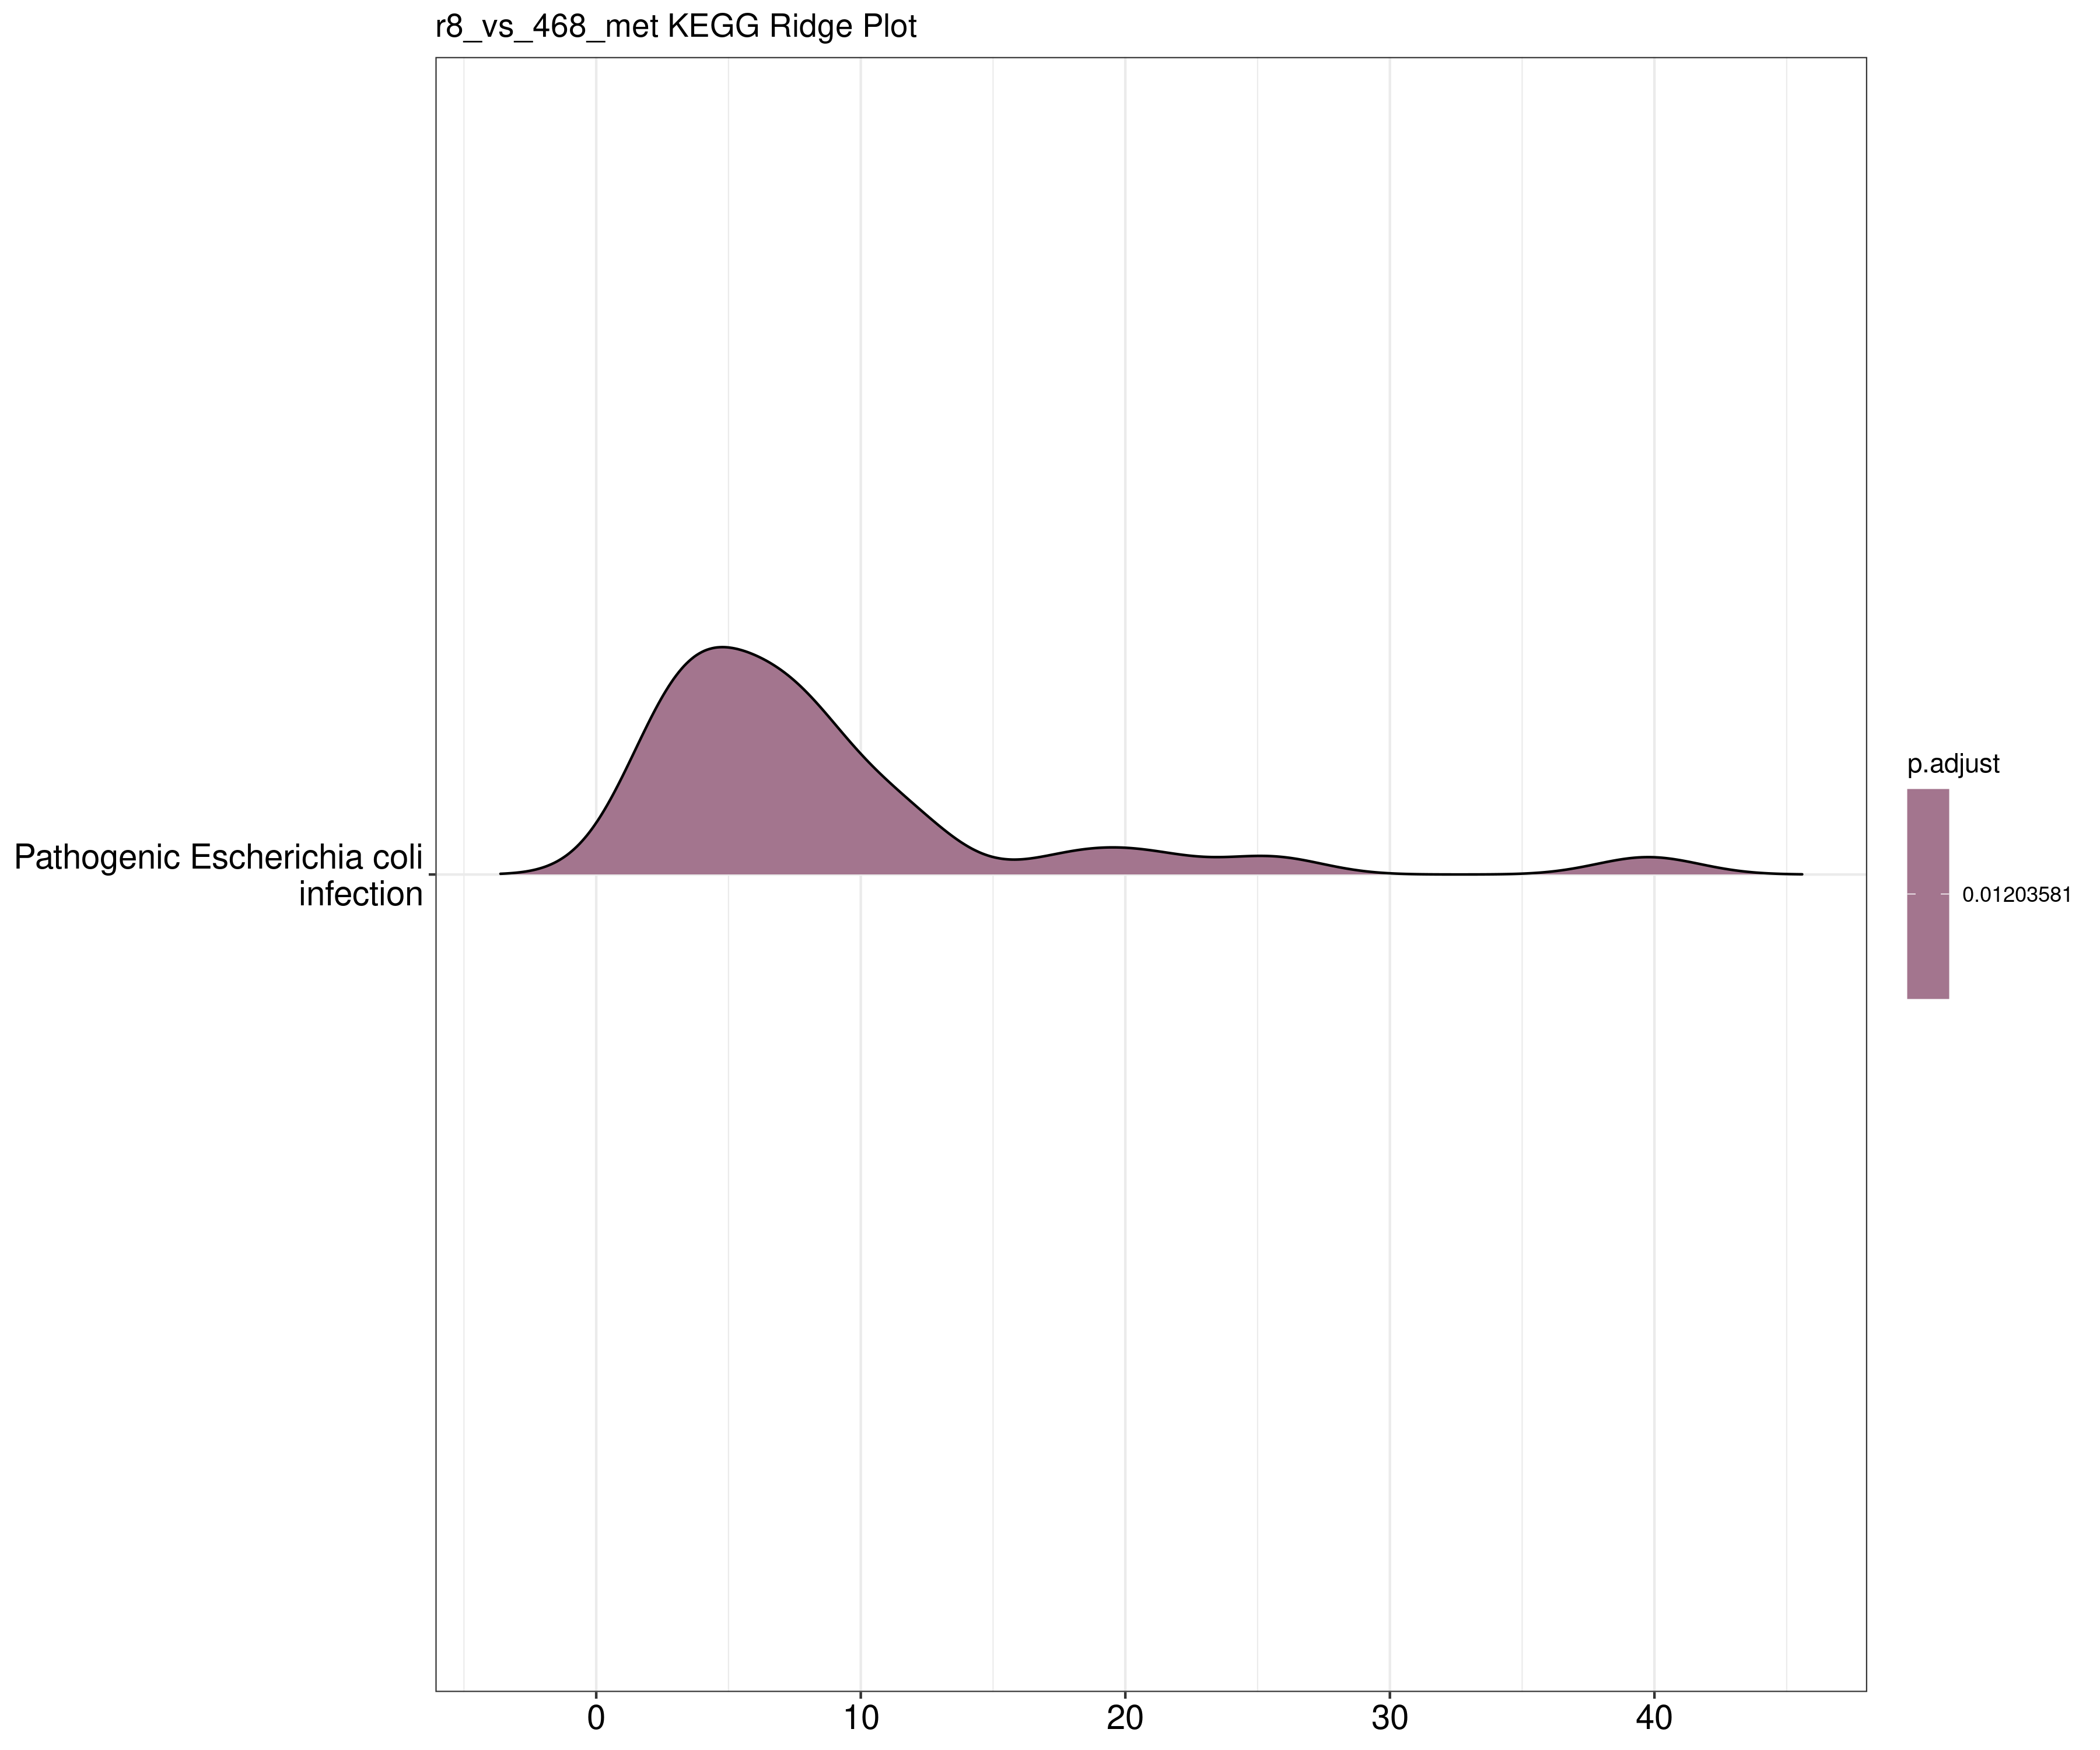 r8_vs_468_met KEGG Ridge Plot
Pathogenic Escherichia coli
infection
p.adjust
0.01203581
0 10 20 30 40